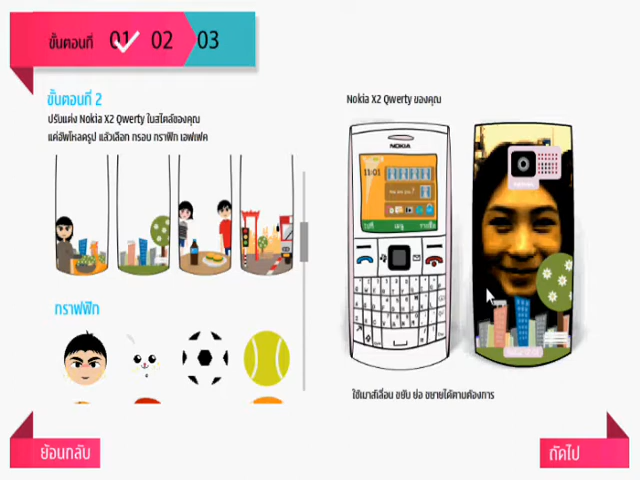 ขั้นตอนที่ 01 02 03
ขั้นตอนที่ 2
ปรับแต่ง Nokia X2 Qwerty ในสไตล์ของคุณ
แค่อัพโหลดรูป แล้วเลือก กรอบ กราฟิก เอฟเฟค
กราฟฟิก
Nokia X2 Qwerty ของคุณ
NOKIA
11:01
เมนู
ใช้เมาส์เลื่อน ขยับ ย่อ ขยายได้ตามต้องการ
ย้อนกลับ
ถัดไป